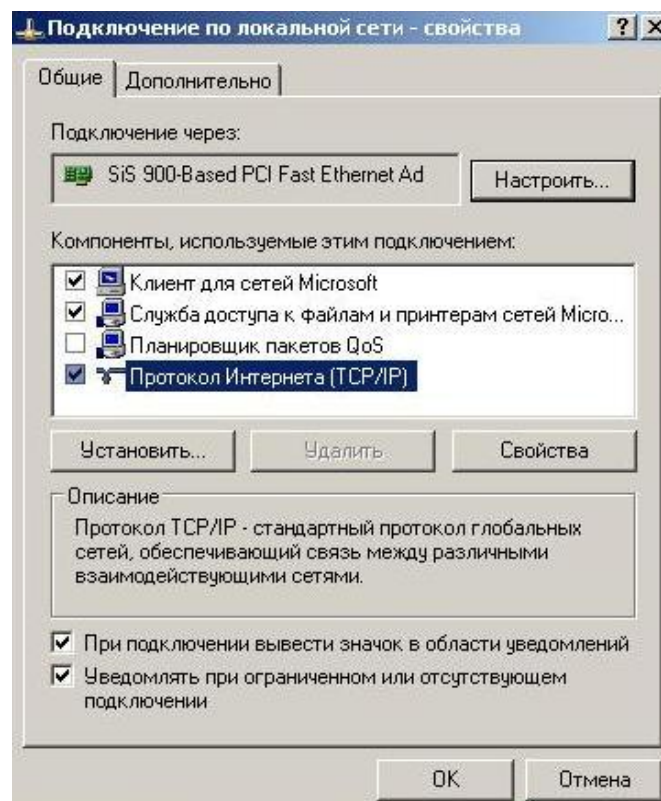 Подключение по локальной сети - свойства
Общие
Дополнительно
Подключение через:
SiS 900-Based PCI Fast Ethernet Ad
Настроить...
Компоненты, используемые этим подключением:
Клиент для сетей Microsoft
Служба доступа к файлам и принтерам сетей Micro...
Планировщик пакетов QoS
Протокол Интернета (TCP/IP)
Установить...
Удалить
Свойства
Описание
Протокол TCP/IP - стандартный протокол глобальных
сетей, обеспечивающий связь между различными
взаимодействующими сетями.
При подключении вывести значок в области уведомлений
Уведомлять при ограниченном или отсутствующем
подключении
OK
Отмена